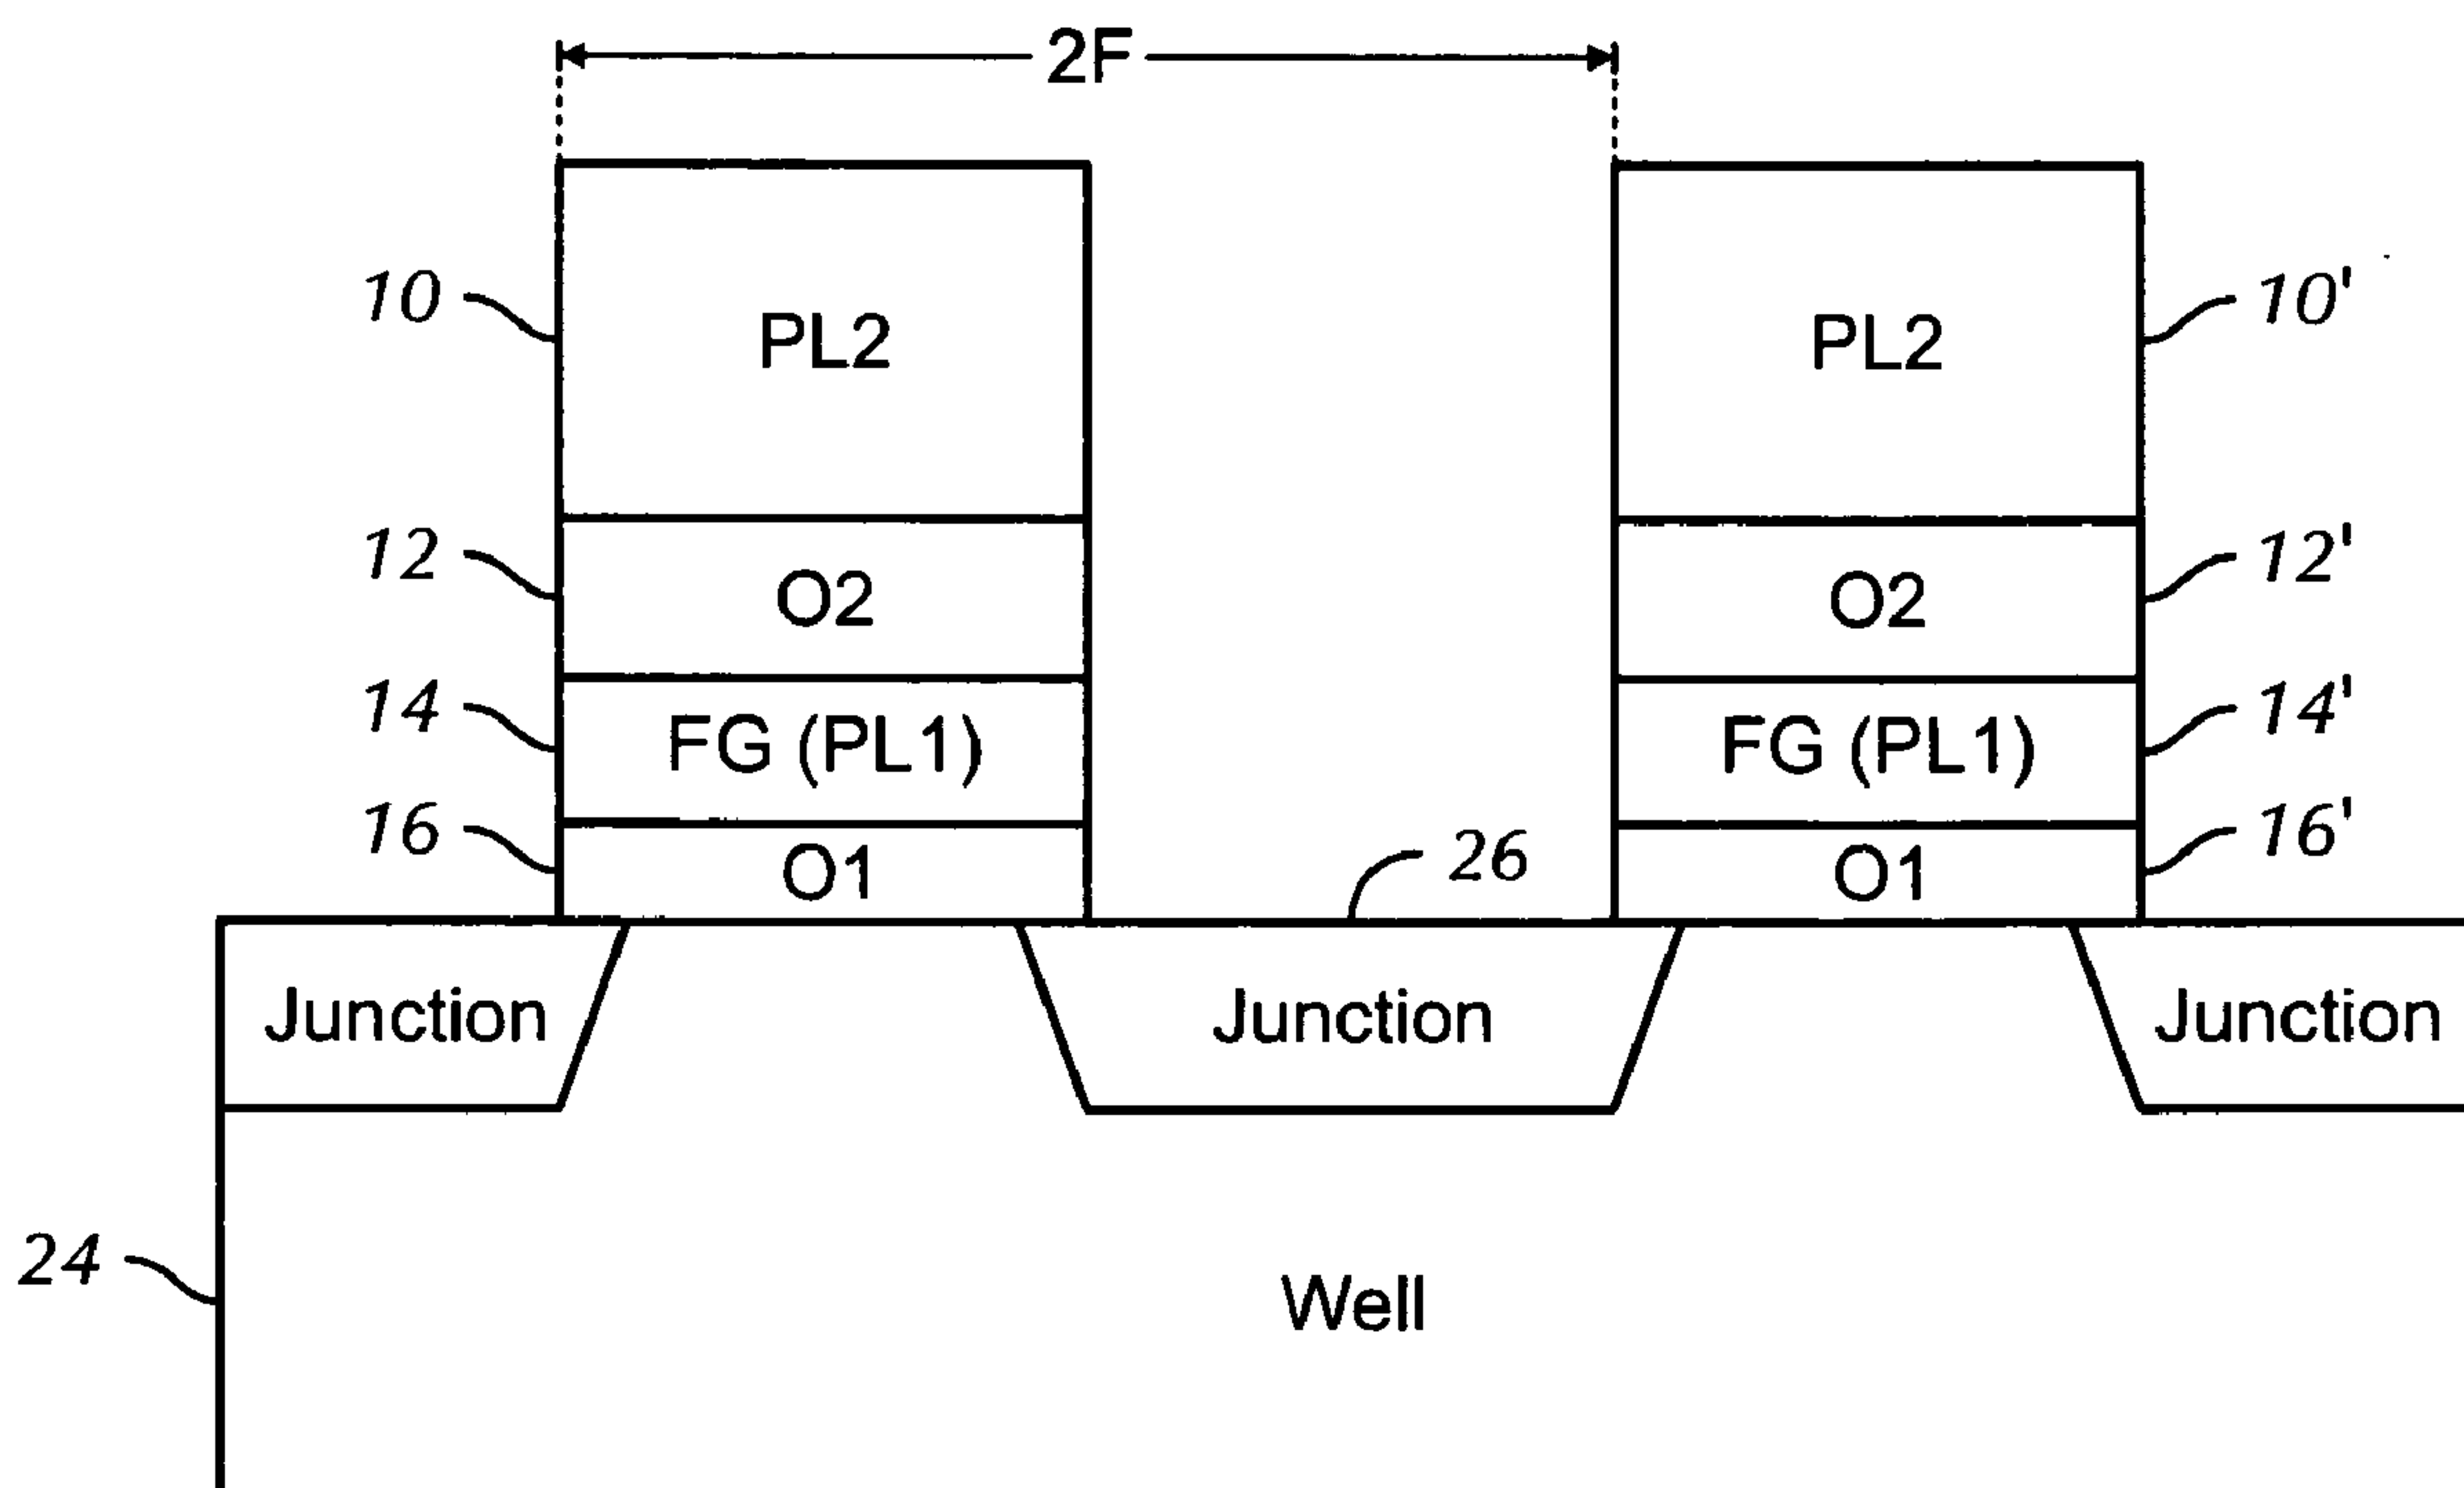 2F
10 PL2 PL2 10'
12 O2 O2 12'
14 FG (PL1) FG (PL1) 14'
16 O1 26 O1 16'
Junction Junction Junction
24 Well